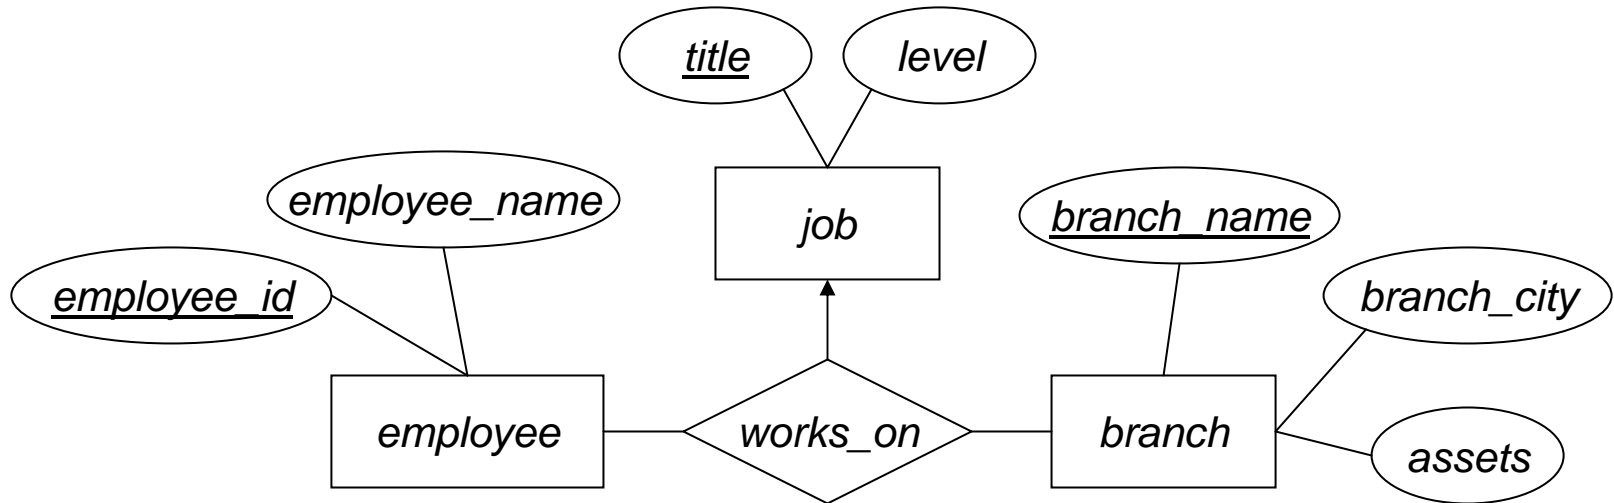 title
level
employee_name
job
branch_name
employee_id
branch_city
employee
works_on
branch
assets